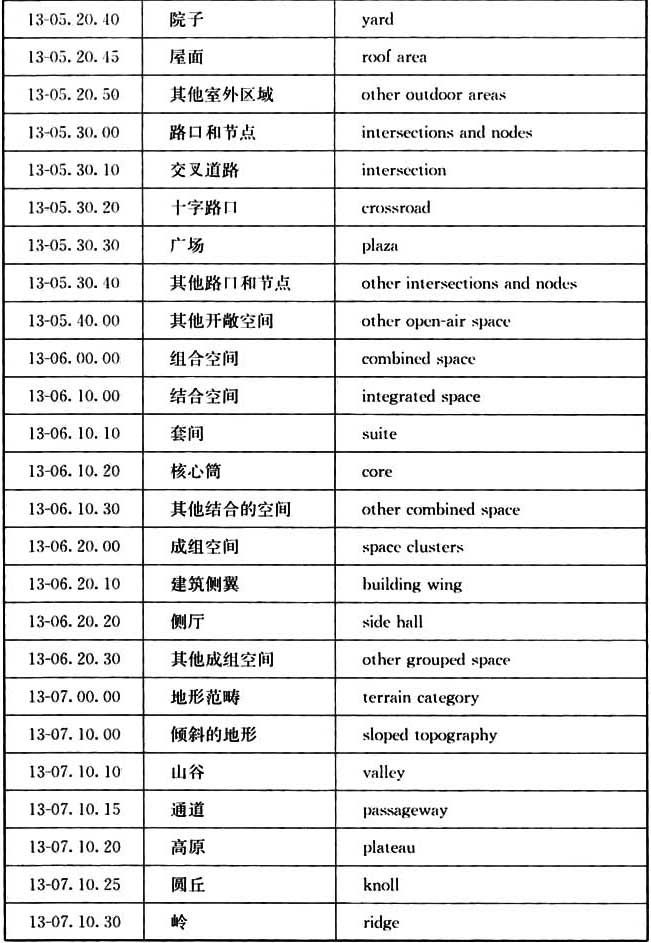 13-05. 20. 40 院子 yard
13-05. 20. 45 屋面 roof area
13-05. 20. 50 其他室外区域 other outdoor areas
13-05. 30. 00 路口和节点 intersections and nodes
13-05. 30. 10 交叉道路 intersection
13-05. 30. 20 十字路口 crossroad
13-05. 30. 30 广场 plaza
13-05. 30. 40 其他路口和节点 other intersections and nodes
13-05. 40. 00 其他开敞空间 other open-air space
13-06. 00. 00 组合空间 combined space
13-06. 10. 00 结合空间 integrated space
13-06. 10. 10 套间 suite
13-06. 10. 20 核心筒 core
13-06. 10. 30 其他结合的空间 other combined space
13-06. 20. 00 成组空间 space clusters
13-06. 20. 10 建筑侧翼 building wing
13-06. 20. 20 侧厅 side hall
13-06. 20. 30 其他成组空间 other grouped space
13-07. 00. 00 地形范畴 terrain category
13-07. 10. 00 倾斜的地形 sloped topography
13-07. 10. 10 山谷 valley
13-07. 10. 15 通道 passageway
13-07. 10. 20 高原 plateau
13-07. 10. 25 圆丘 knoll
13-07. 10. 30 岭 ridge